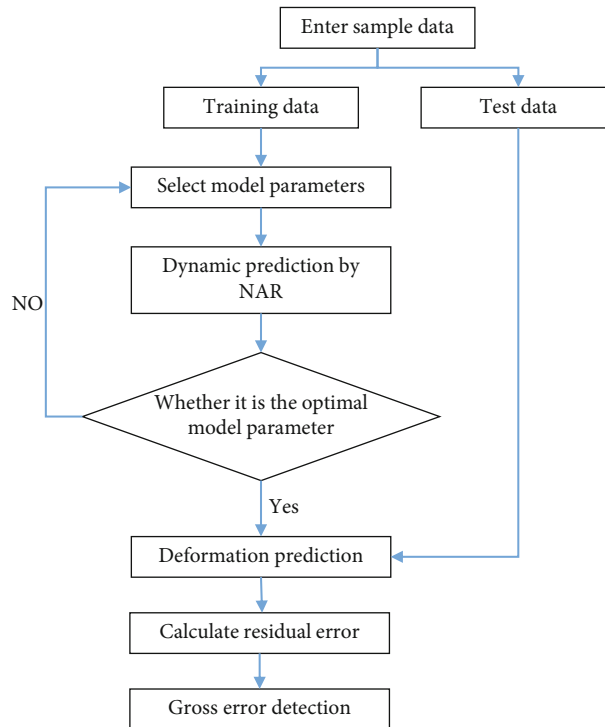 Enter sample data
Training data
Test data
Select model parameters
Dynamic prediction by
NAR
NO
Whether it is the optimal
model parameter
Yes
Deformation prediction
Calculate residual error
Gross error detection